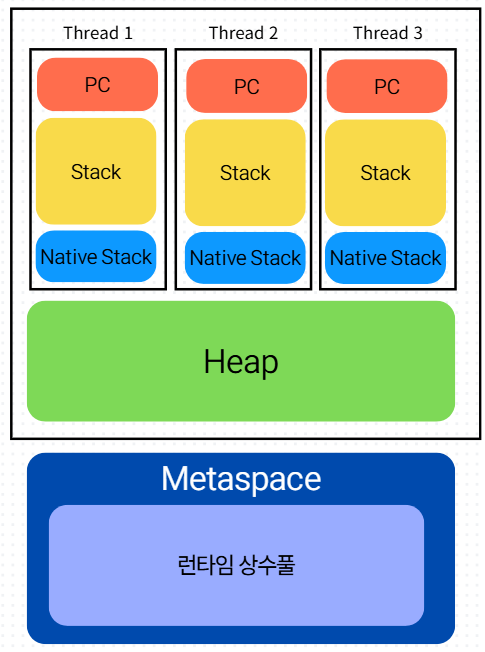 Thread 1
Thread 2
Thread 3
PC
PC
PC
Stack
Stack
Stack
Native Stack
Native Stack
Native Stack
Heap
Metaspace
런타임 상수풀